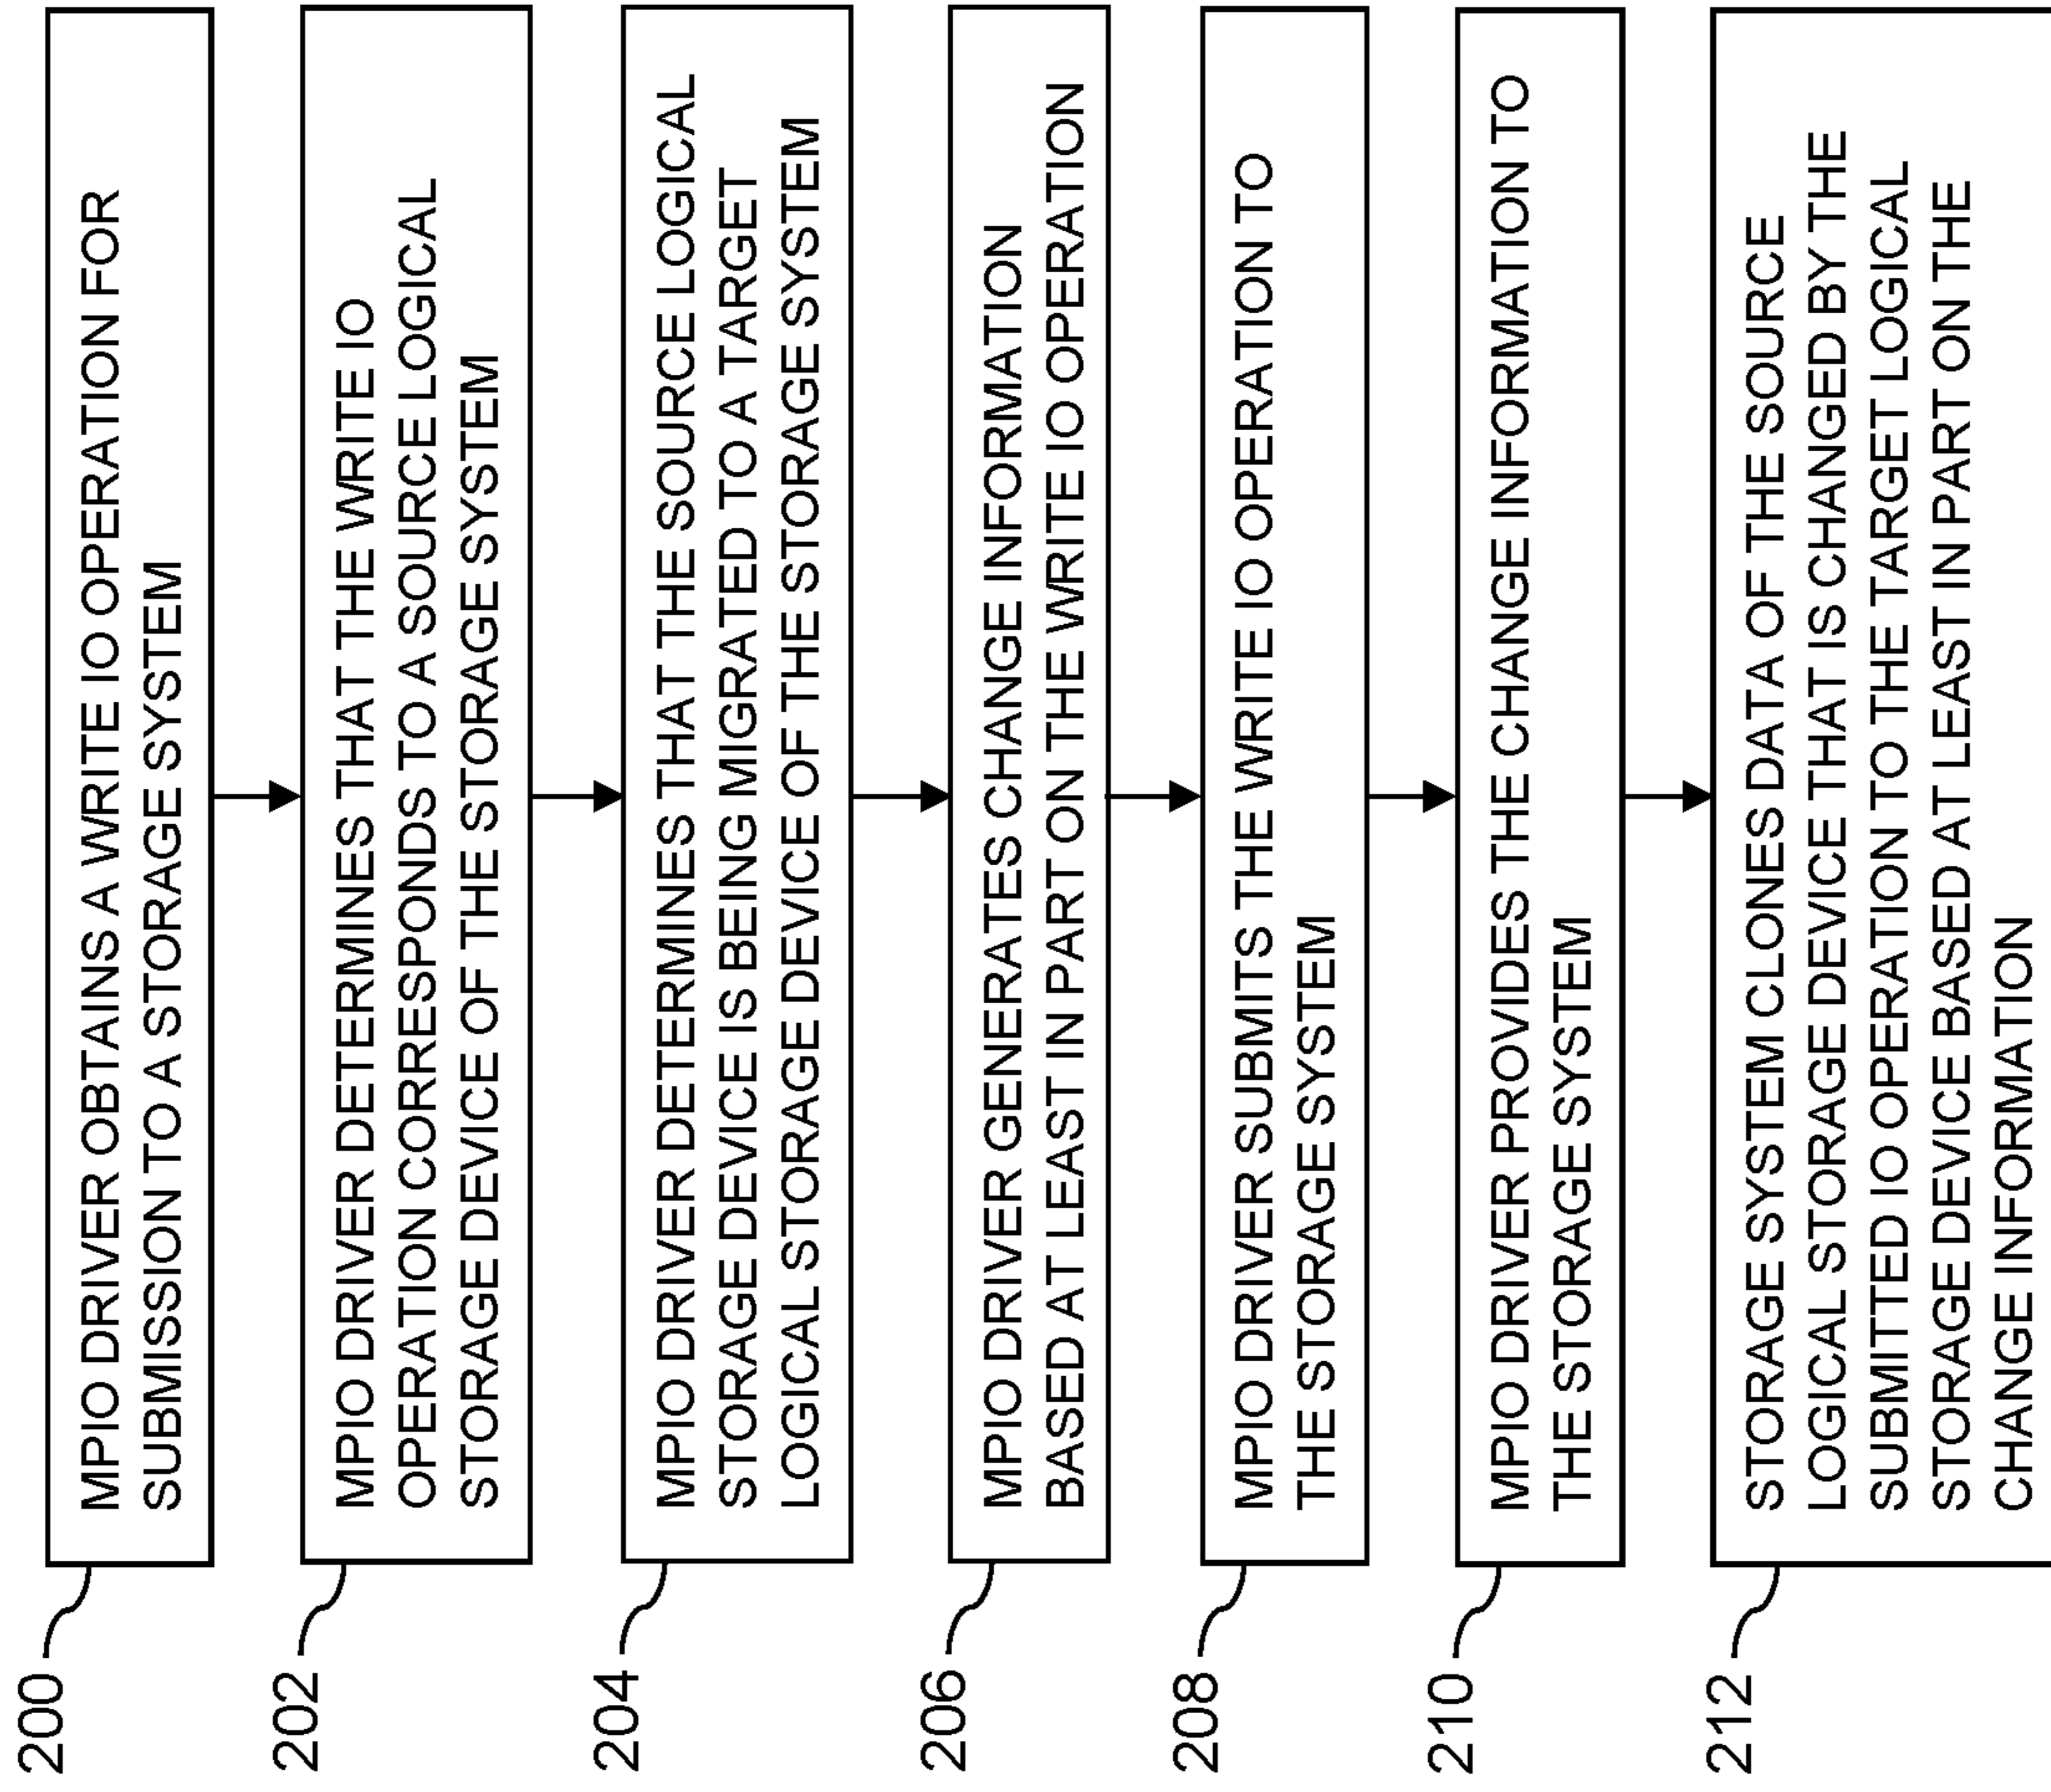 200
MPIO DRIVER OBTAINS A WRITE IO OPERATION FOR
SUBMISSION TO A STORAGE SYSTEM
202
MPIO DRIVER DETERMINES THAT THE WRITE IO
OPERATION CORRESPONDS TO A SOURCE LOGICAL
STORAGE DEVICE OF THE STORAGE SYSTEM
204
MPIO DRIVER DETERMINES THAT THE SOURCE LOGICAL
STORAGE DEVICE IS BEING MIGRATED TO A TARGET
LOGICAL STORAGE DEVICE OF THE STORAGE SYSTEM
206
MPIO DRIVER GENERATES CHANGE INFORMATION
BASED AT LEAST IN PART ON THE WRITE IO OPERATION
208
MPIO DRIVER SUBMITS THE WRITE IO OPERATION TO
THE STORAGE SYSTEM
210
MPIO DRIVER PROVIDES THE CHANGE INFORMATION TO
THE STORAGE SYSTEM
212
STORAGE SYSTEM CLONES DATA OF THE SOURCE
LOGICAL STORAGE DEVICE THAT IS CHANGED BY THE
SUBMITTED IO OPERATION TO THE TARGET LOGICAL
STORAGE DEVICE BASED AT LEAST IN PART ON THE
CHANGE INFORMATION